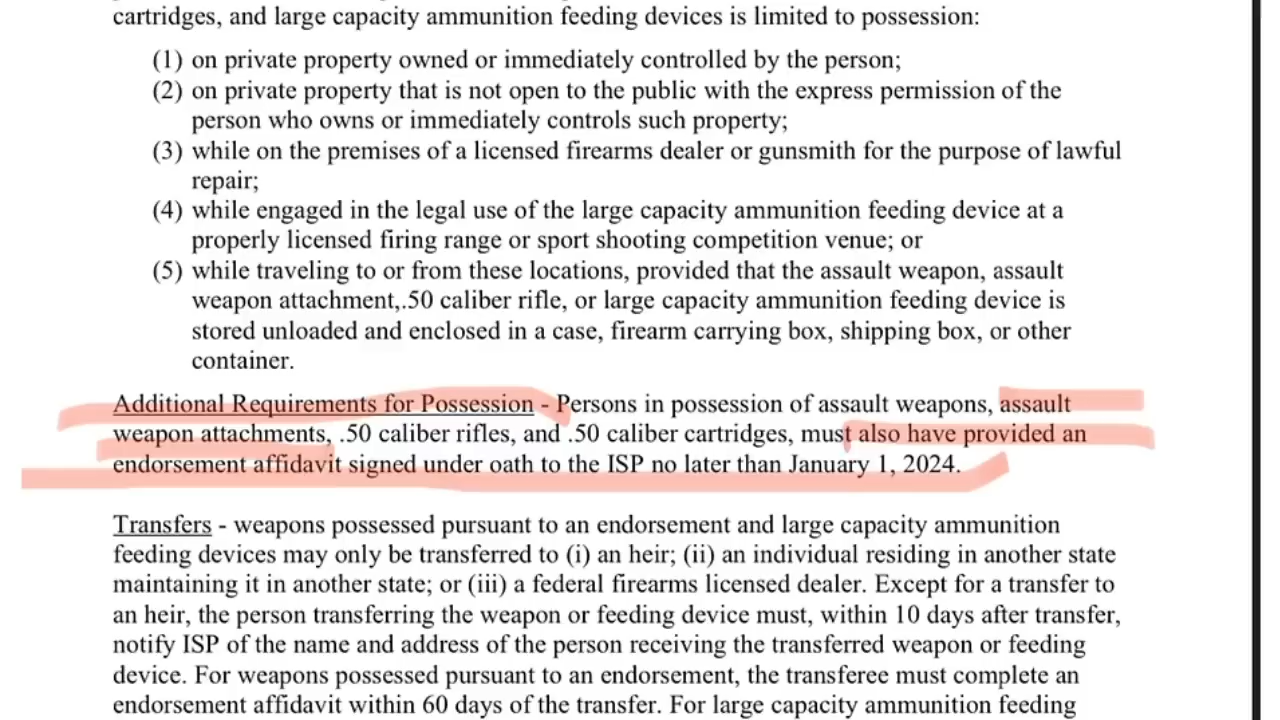 cartridges, and large capacity ammunition feeding devices is limited to possession:
(1) on private property owned or immediately controlled by the person;
(2) on private property that is not open to the public with the express permission of the
person who owns or immediately controls such property;
(3) while on the premises of a licensed firearms dealer or gunsmith for the purpose of lawful
repair;
(4) while engaged in the legal use of the large capacity ammunition feeding device at a
properly licensed firing range or sport shooting competition venue; or
(5) while traveling to or from these locations, provided that the assault weapon, assault
weapon attachment,.50 caliber rifle, or large capacity ammunition feeding device is
stored unloaded and enclosed in a case, firearm carrying box, shipping box, or other
container.
Additional Requirements for Possession - Persons in possession of assault weapons, assault
weapon attachments, .50 caliber rifles, and .50 caliber cartridges, must also have provided an
endorsement affidavit signed under oath to the ISP no later than January 1, 2024.
Transfers - weapons possessed pursuant to an endorsement and large capacity ammunition
feeding devices may only be transferred to (i) an heir; (ii) an individual residing in another state
maintaining it in another state; or (iii) a federal firearms licensed dealer. Except for a transfer to
an heir, the person transferring the weapon or feeding device must, within 10 days after transfer,
notify ISP of the name and address of the person receiving the transferred weapon or feeding
device. For weapons possessed pursuant to an endorsement, the transferee must complete an
endorsement affidavit within 60 days of the transfer. For large capacity ammunition feeding